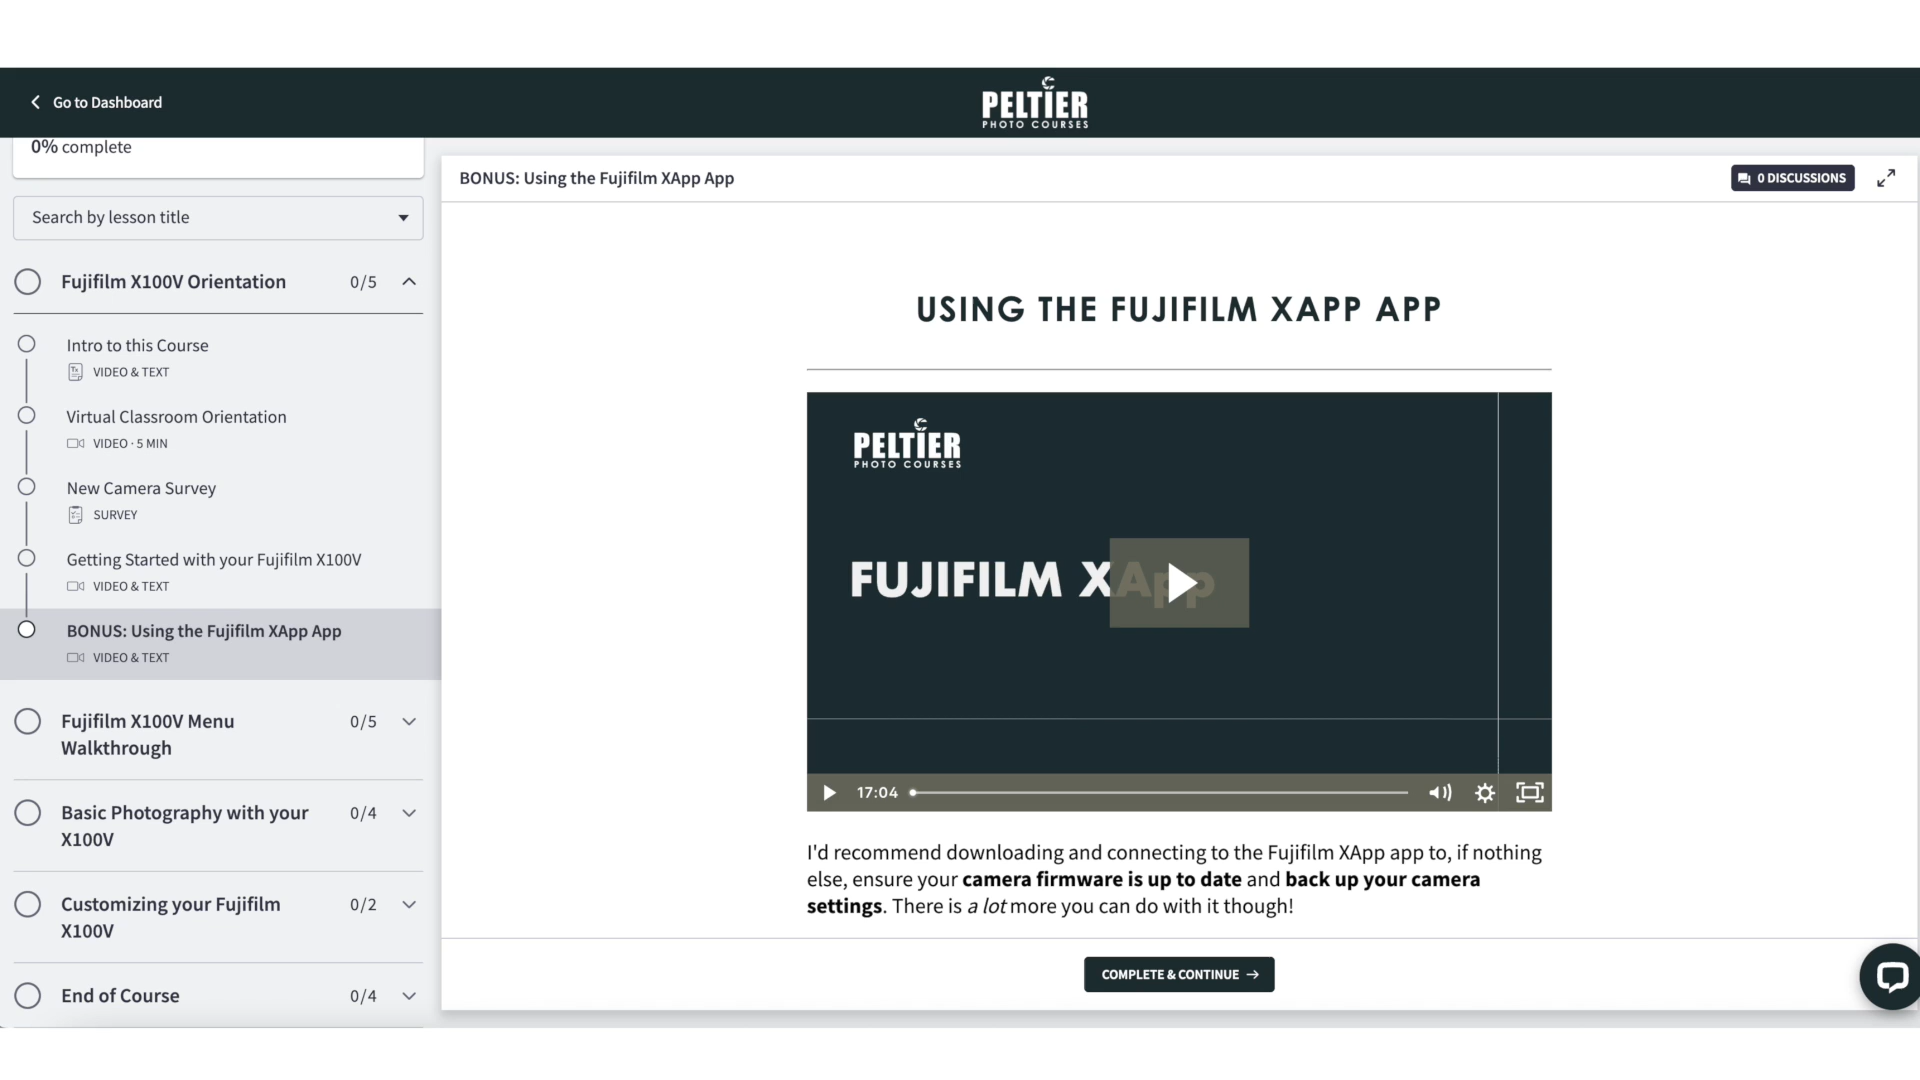 Go to Dashboard
PELTIER
PHOTO COURSES
0% complete
Search by lesson title
Fujifilm X100V Orientation 0/5
Intro to this Course
VIDEO & TEXT
Virtual Classroom Orientation
VIDEO · 5 MIN
New Camera Survey
SURVEY
Getting Started with your Fujifilm X100V
VIDEO & TEXT
BONUS: Using the Fujifilm XApp App
VIDEO & TEXT
Fujifilm X100V Menu 0/5
Walkthrough
Basic Photography with your 0/4
X100V
Customizing your Fujifilm 0/2
X100V
End of Course 0/4
BONUS: Using the Fujifilm XApp App
0 DISCUSSIONS
USING THE FUJIFILM XAPP APP
PELTIER
PHOTO COURSES
FUJIFILM XApp
17:04
I'd recommend downloading and connecting to the Fujifilm XApp app to, if nothing
else, ensure your camera firmware is up to date and back up your camera
settings. There is a lot more you can do with it though!
COMPLETE & CONTINUE →